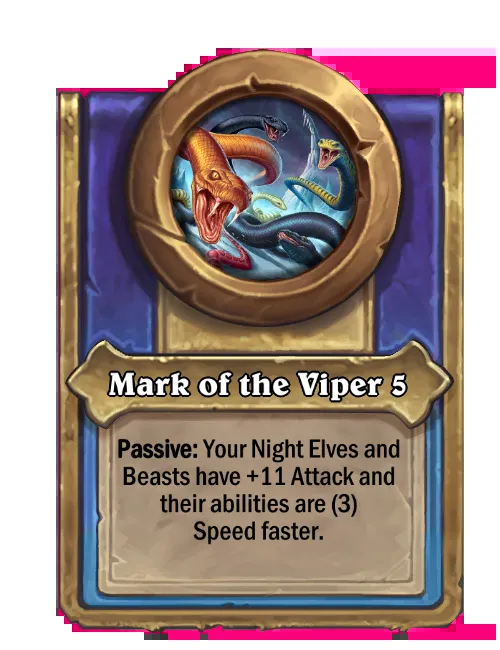 Mark of the Viper 5
Passive: Your Night Elves and
Beasts have +11 Attack and
their abilities are (3)
Speed faster.